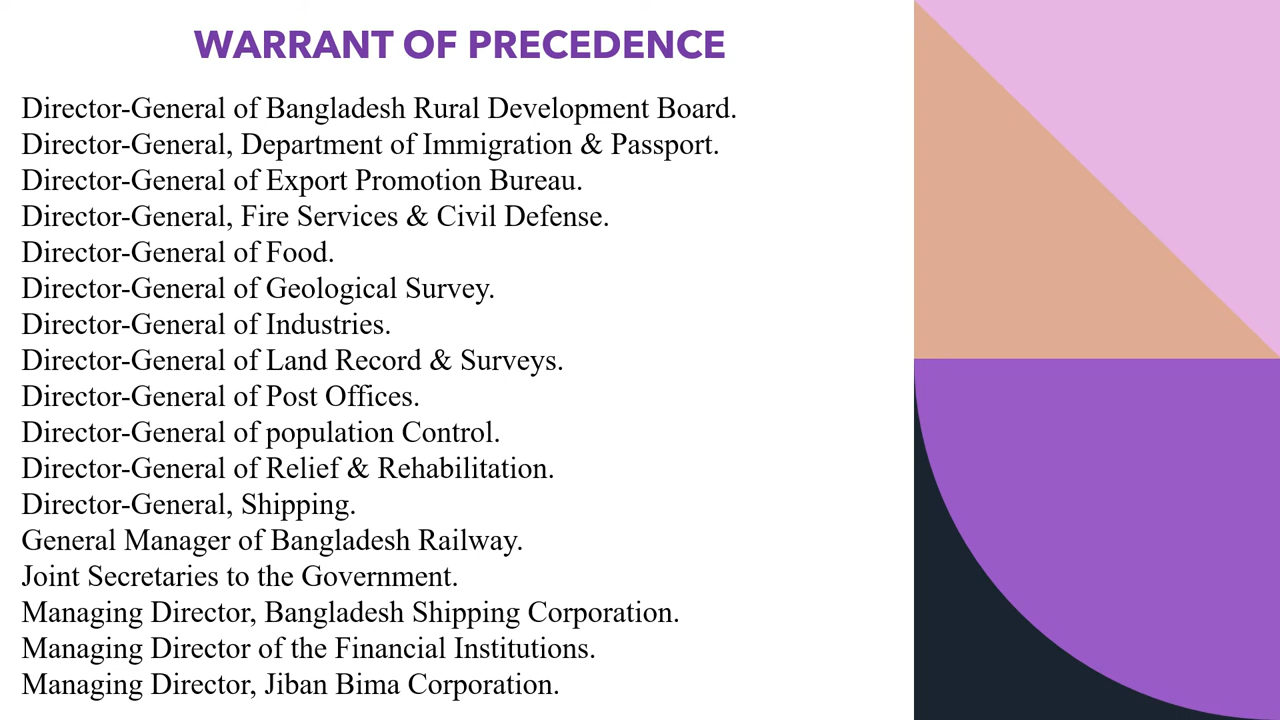 WARRANT OF PRECEDENCE
Director-General of Bangladesh Rural Development Board.
Director-General, Department of Immigration & Passport.
Director-General of Export Promotion Bureau.
Director-General, Fire Services & Civil Defense.
Director-General of Food.
Director-General of Geological Survey.
Director-General of Industries.
Director-General of Land Record & Surveys.
Director-General of Post Offices.
Director-General of population Control.
Director-General of Relief & Rehabilitation.
Director-General, Shipping.
General Manager of Bangladesh Railway.
Joint Secretaries to the Government.
Managing Director, Bangladesh Shipping Corporation.
Managing Director of the Financial Institutions.
Managing Director, Jiban Bima Corporation.